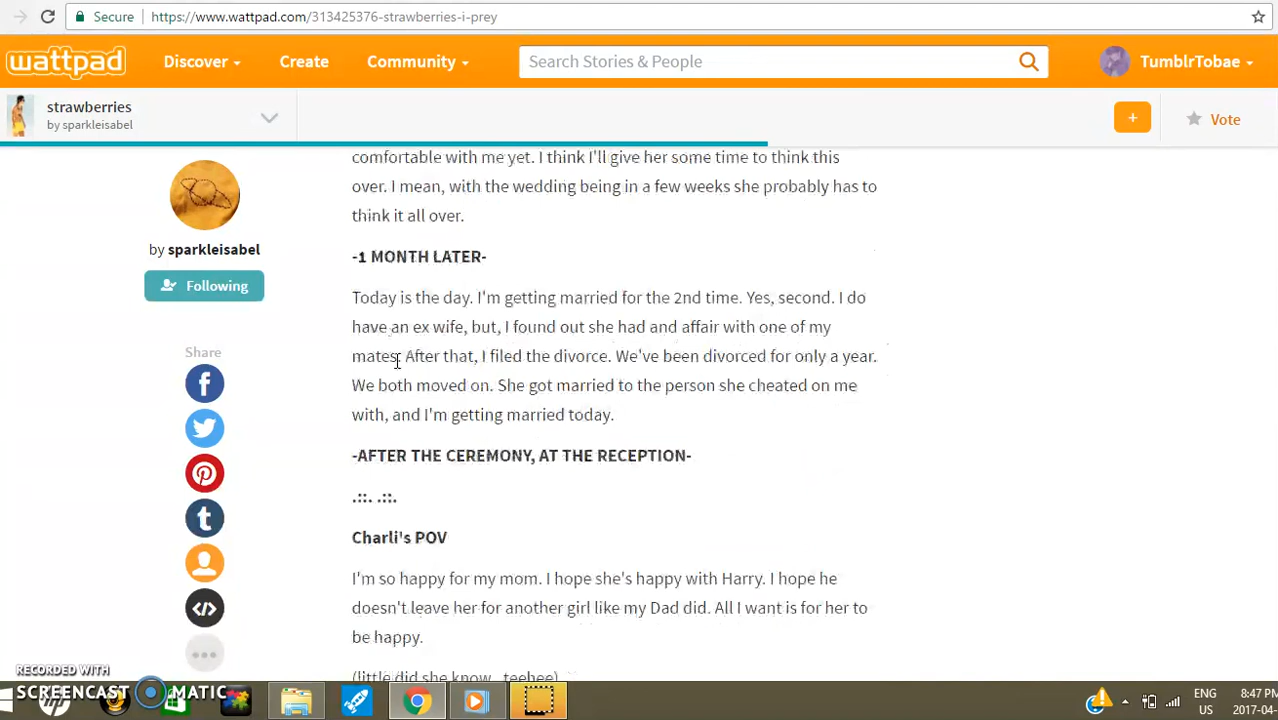 Secure https://www.wattpad.com/313425376-strawberries-i-prey
wattpad Discover Create Community Search Stories & People TumblrTobae
strawberries
by sparkleisabel
+ Vote
comfortable with me yet. I think I'll give her some time to think this
over. I mean, with the wedding being in a few weeks she probably has to
think it all over.
by sparkleisabel
Following
-1 MONTH LATER-
Today is the day. I'm getting married for the 2nd time. Yes, second. I do
have an ex wife, but, I found out she had and affair with one of my
mates. After that, I filed the divorce. We've been divorced for only a year.
We both moved on. She got married to the person she cheated on me
with, and I'm getting married today.
Share
-AFTER THE CEREMONY, AT THE RECEPTION-
.::. .::.
Charli's POV
I'm so happy for my mom. I hope she's happy with Harry. I hope he
doesn't leave her for another girl like my Dad did. All I want is for her to
be happy.
(little did she know.. teehee)
RECORDED WITH
SCREENCAST MATIC
ENG 8:47 PM
US 2017-04-